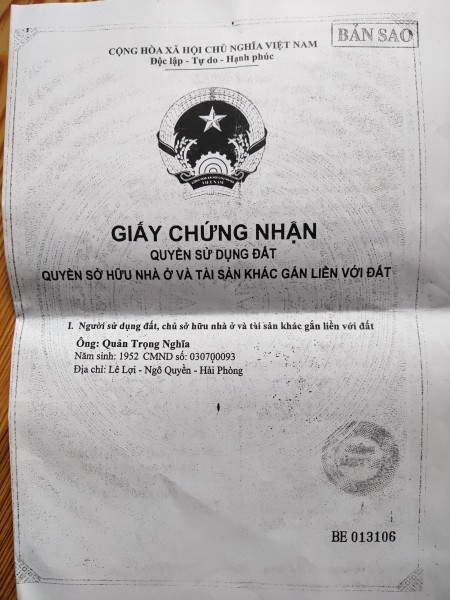 BẢN SAO
CỘNG HÒA XÃ HỘI CHỦ NGHĨA VIỆT NAM
Độc lập - Tự do - Hạnh phúc
VIỆT NAM
GIẤY CHỨNG NHẬN
QUYỀN SỬ DỤNG ĐẤT
QUYỀN SỞ HỮU NHÀ Ở VÀ TÀI SẢN KHÁC GẮN LIỀN VỚI ĐẤT
I. Người sử dụng đất, chủ sở hữu nhà ở và tài sản khác gắn liền với đất
Ông: Quản Trọng Nghĩa
Năm sinh: 1952 CMND số: 030700093
Địa chỉ: Lê Lợi - Ngô Quyền - Hải Phòng
BE 013106